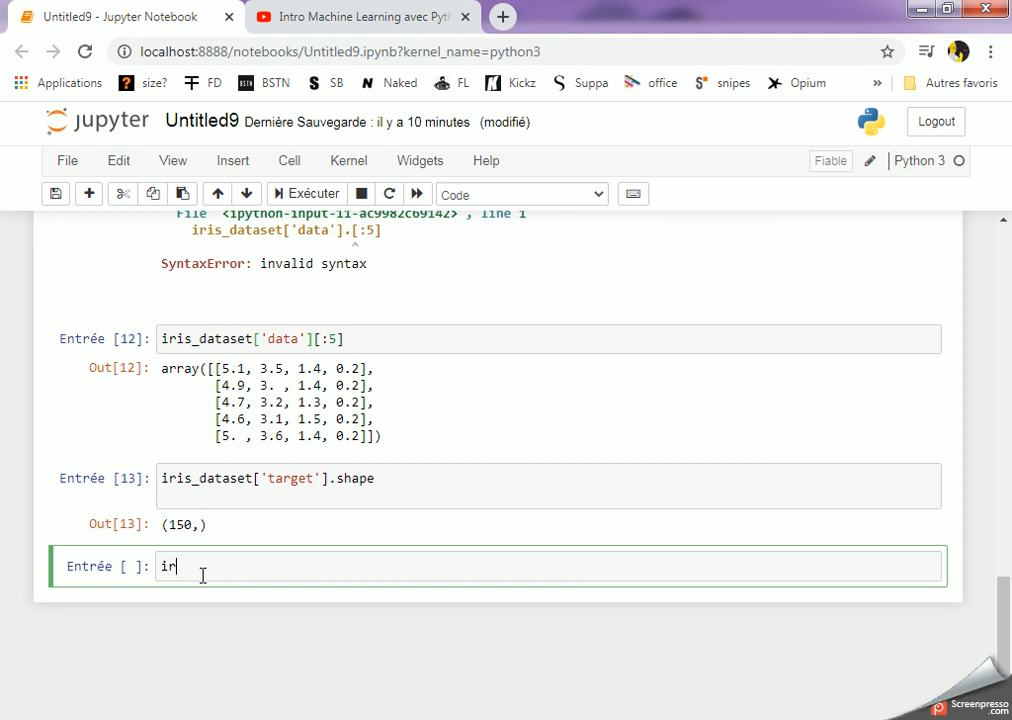 Untitled9 - Jupyter Notebook
Intro Machine Learning avec Pyth
localhost:8888/notebooks/Untitled9.ipynb?kernel_name=python3
Applications
size?
FD
BSTN
BSTN
SB
Naked
FL
Kickz
Suppa
office
snipes
Opium
»
Autres favoris
jupyter
Untitled9 Dernière Sauvegarde : il y a 10 minutes (modifié)
Logout
File Edit View Insert Cell Kernel Widgets Help
Fiable
Python 3
Exécuter
Code
File "<ipython-input-11-ac9982c69142>", line 1
iris_dataset['data'].[:5]
^
SyntaxError: invalid syntax
Entrée [12]: iris_dataset['data'][:5]
Out[12]: array([[5.1, 3.5, 1.4, 0.2],
[4.9, 3. , 1.4, 0.2],
[4.7, 3.2, 1.3, 0.2],
[4.6, 3.1, 1.5, 0.2],
[5. , 3.6, 1.4, 0.2]])
Entrée [13]: iris_dataset['target'].shape
Out[13]: (150,)
Entrée [ ]: ir
Screenpresso
.com